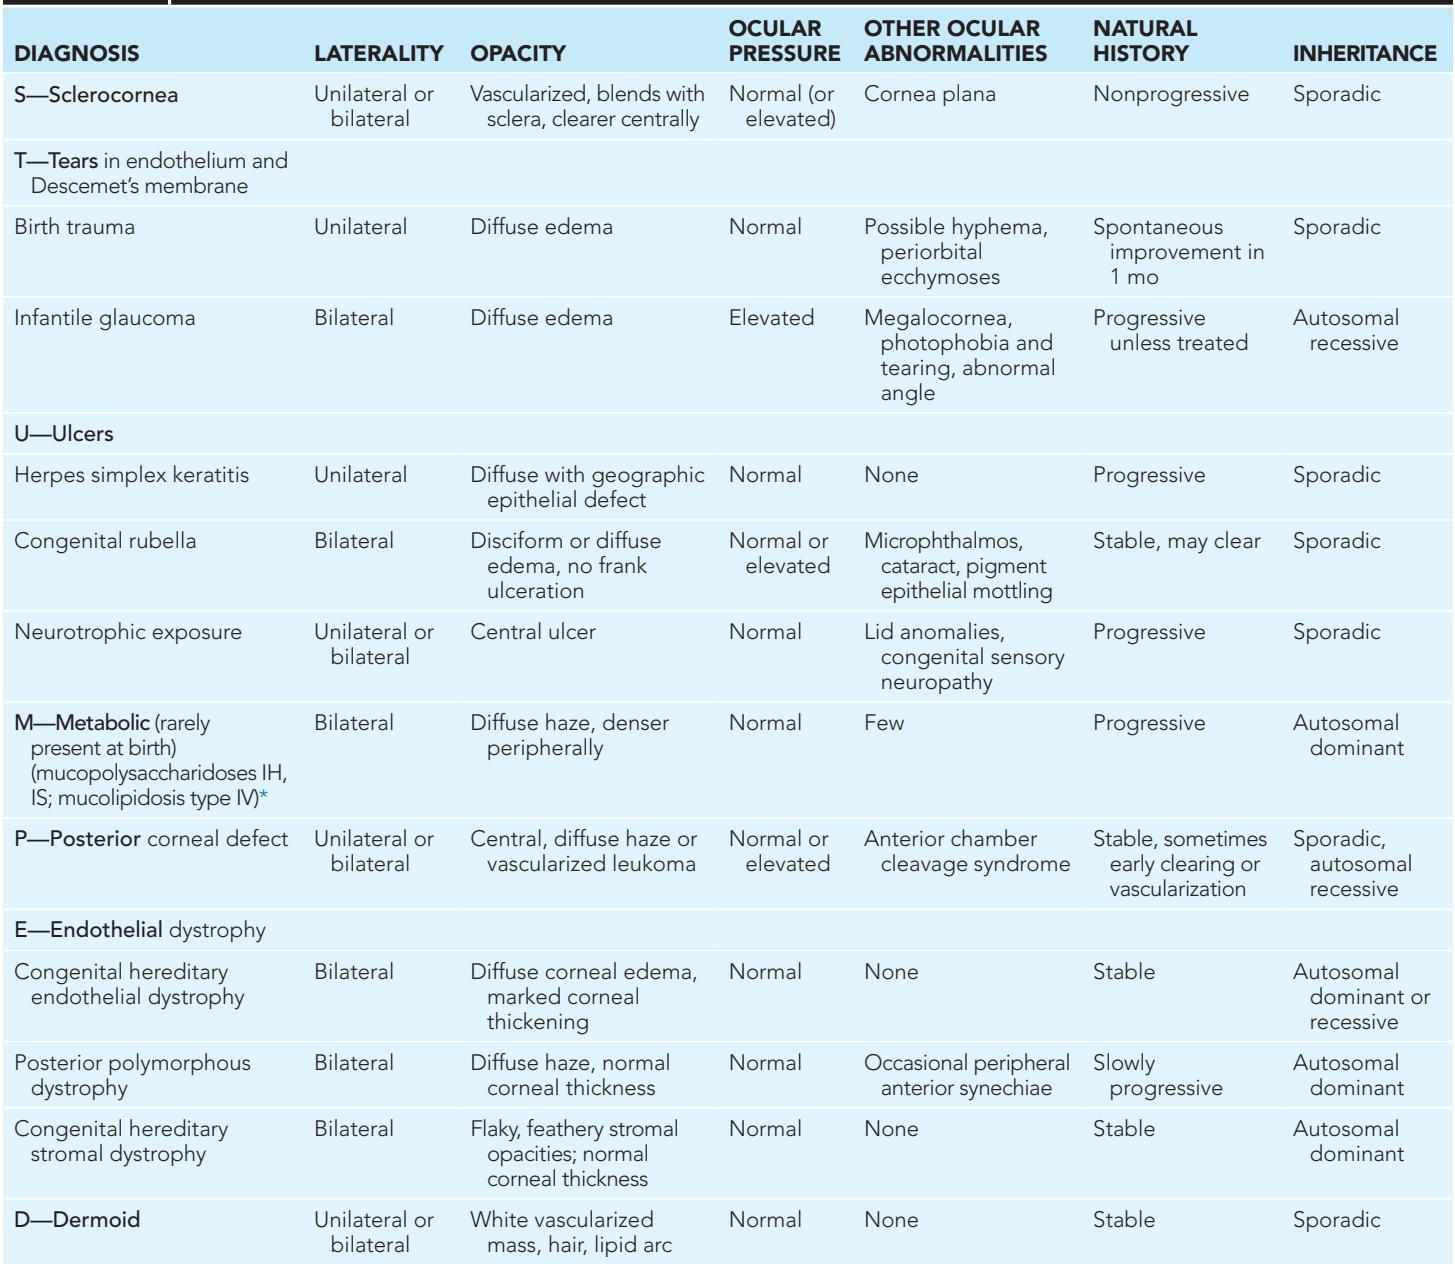 DIAGNOSIS LATERALITY OPACITY OCULAR PRESSURE OTHER OCULAR ABNORMALITIES NATURAL HISTORY INHERITANCE
S—Sclerocornea Unilateral or bilateral Vascularized, blends with sclera, clearer centrally Normal (or elevated) Cornea plana Nonprogressive Sporadic
T—Tears in endothelium and Descemet's membrane
Birth trauma Unilateral Diffuse edema Normal Possible hyphema, periorbital ecchymoses Spontaneous improvement in 1 mo Sporadic
Infantile glaucoma Bilateral Diffuse edema Elevated Megalocornea, photophobia and tearing, abnormal angle Progressive unless treated Autosomal recessive
U—Ulcers
Herpes simplex keratitis Unilateral Diffuse with geographic epithelial defect Normal None Progressive Sporadic
Congenital rubella Bilateral Disciform or diffuse edema, no frank ulceration Normal or elevated Microphthalmos, cataract, pigment epithelial mottling Stable, may clear Sporadic
Neurotrophic exposure Unilateral or bilateral Central ulcer Normal Lid anomalies, congenital sensory neuropathy Progressive Sporadic
M—Metabolic (rarely present at birth) (mucopolysaccharidoses IH, IS; mucolipidosis type IV)* Bilateral Diffuse haze, denser peripherally Normal Few Progressive Autosomal dominant
P—Posterior corneal defect Unilateral or bilateral Central, diffuse haze or vascularized leukoma Normal or elevated Anterior chamber cleavage syndrome Stable, sometimes early clearing or vascularization Sporadic, autosomal recessive
E—Endothelial dystrophy
Congenital hereditary endothelial dystrophy Bilateral Diffuse corneal edema, marked corneal thickening Normal None Stable Autosomal dominant or recessive
Posterior polymorphous dystrophy Bilateral Diffuse haze, normal corneal thickness Normal Occasional peripheral anterior synechiae Slowly progressive Autosomal dominant
Congenital hereditary stromal dystrophy Bilateral Flaky, feathery stromal opacities; normal corneal thickness Normal None Stable Autosomal dominant
D—Dermoid Unilateral or bilateral White vascularized mass, hair, lipid arc Normal None Stable Sporadic